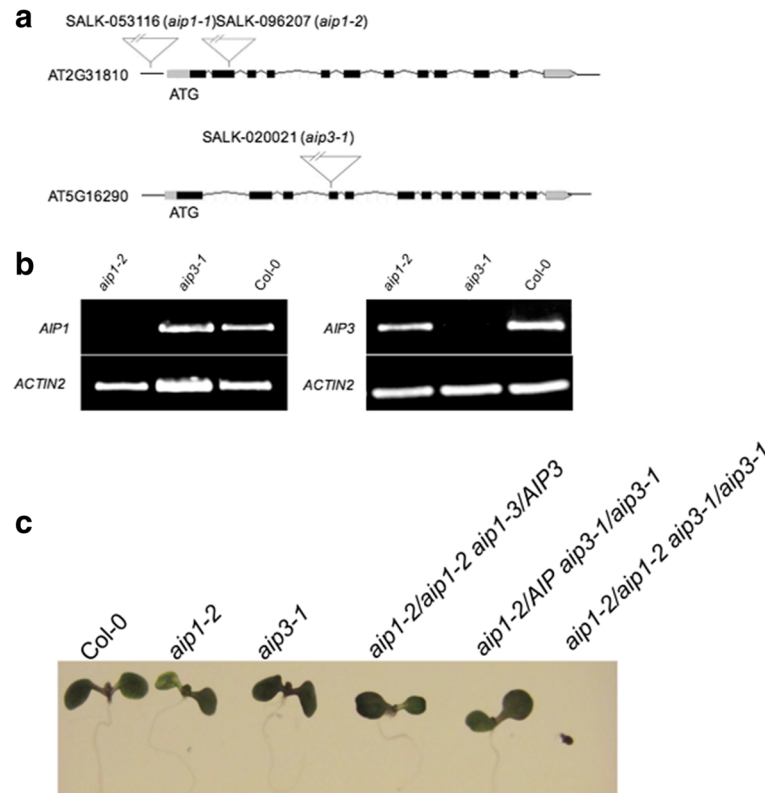 a
SALK-053116 (aip1-1)SALK-096207 (aip1-2)
AT2G31810
ATG
SALK-020021 (aip3-1)
AT5G16290
ATG
b
aip1-2 aip3-1 Col-0 aip1-2 aip3-1 Col-0
AIP1 AIP3
ACTIN2 ACTIN2
c
Col-0 aip1-2 aip3-1 aip1-2/aip1-2 aip1-3/AIP3 aip1-2/AIP aip3-1/aip3-1 aip1-2/aip1-2 aip3-1/aip3-1